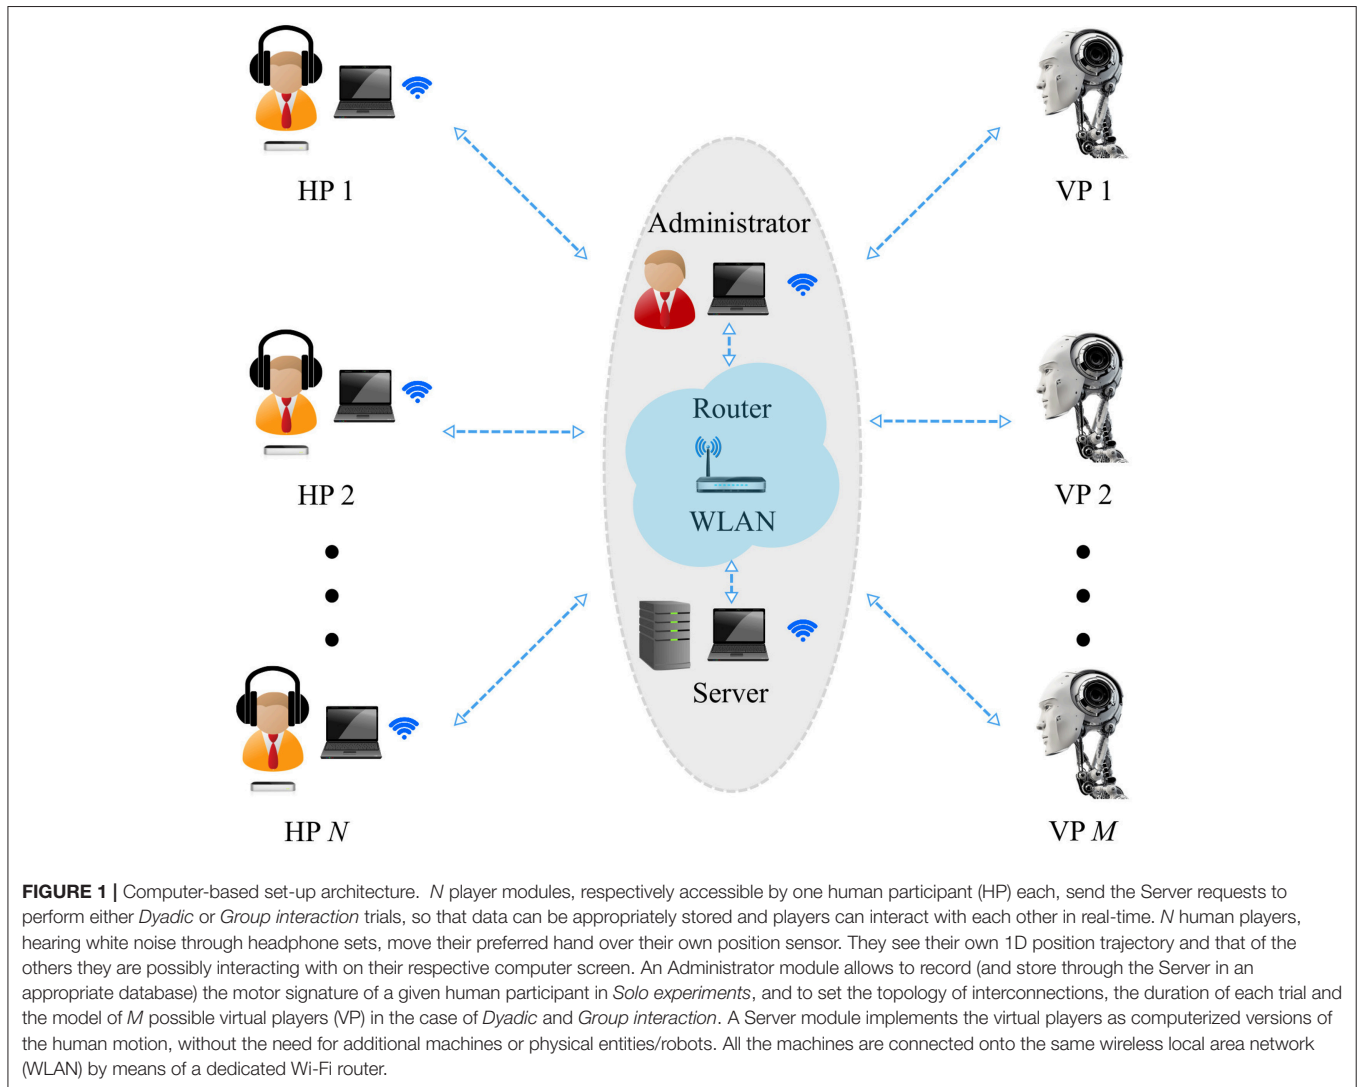 HP 1
VP 1
Administrator
HP 2
Router
WLAN
VP 2
Server
HP N
VP M
FIGURE 1 | Computer-based set-up architecture. N player modules, respectively accessible by one human participant (HP) each, send the Server requests to
perform either Dyadic or Group interaction trials, so that data can be appropriately stored and players can interact with each other in real-time. N human players,
hearing white noise through headphone sets, move their preferred hand over their own position sensor. They see their own 1D position trajectory and that of the
others they are possibly interacting with on their respective computer screen. An Administrator module allows to record (and store through the Server in an
appropriate database) the motor signature of a given human participant in Solo experiments, and to set the topology of interconnections, the duration of each trial and
the model of M possible virtual players (VP) in the case of Dyadic and Group interaction. A Server module implements the virtual players as computerized versions of
the human motion, without the need for additional machines or physical entities/robots. All the machines are connected onto the same wireless local area network
(WLAN) by means of a dedicated Wi-Fi router.